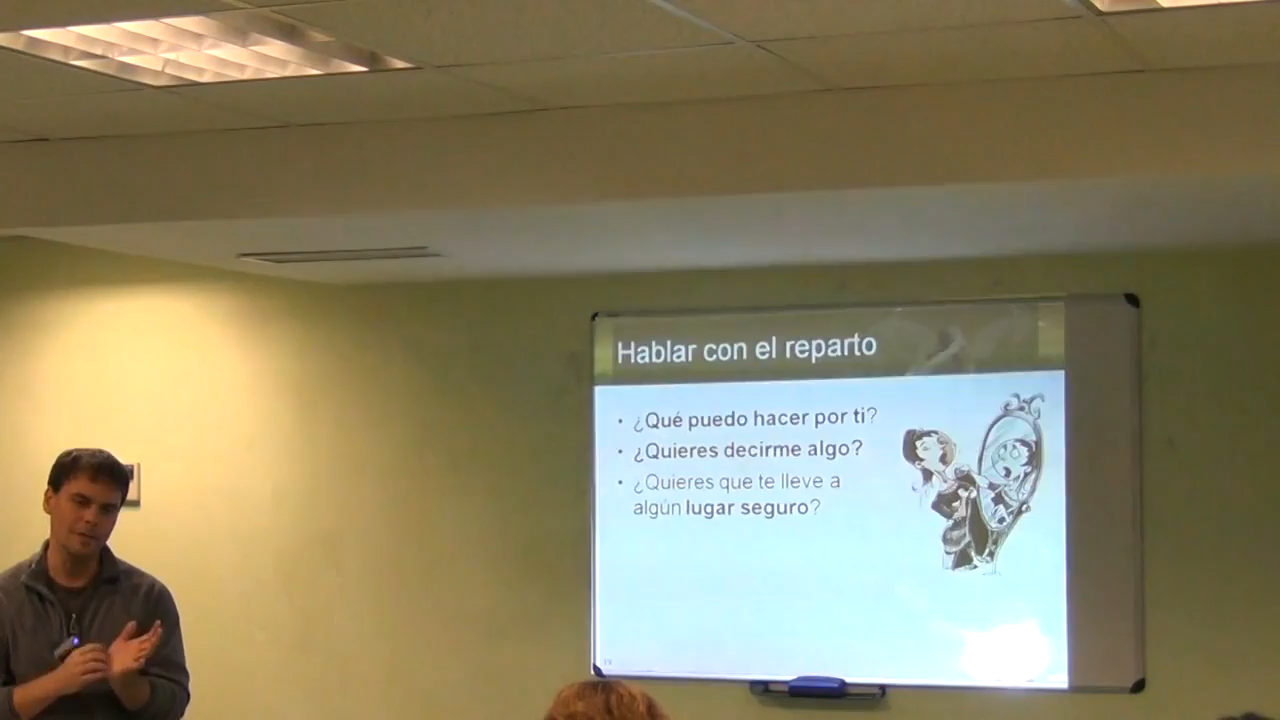 Hablar con el reparto
• ¿Qué puedo hacer por ti?
• ¿Quieres decirme algo?
• ¿Quieres que te lleve a
algún lugar seguro?